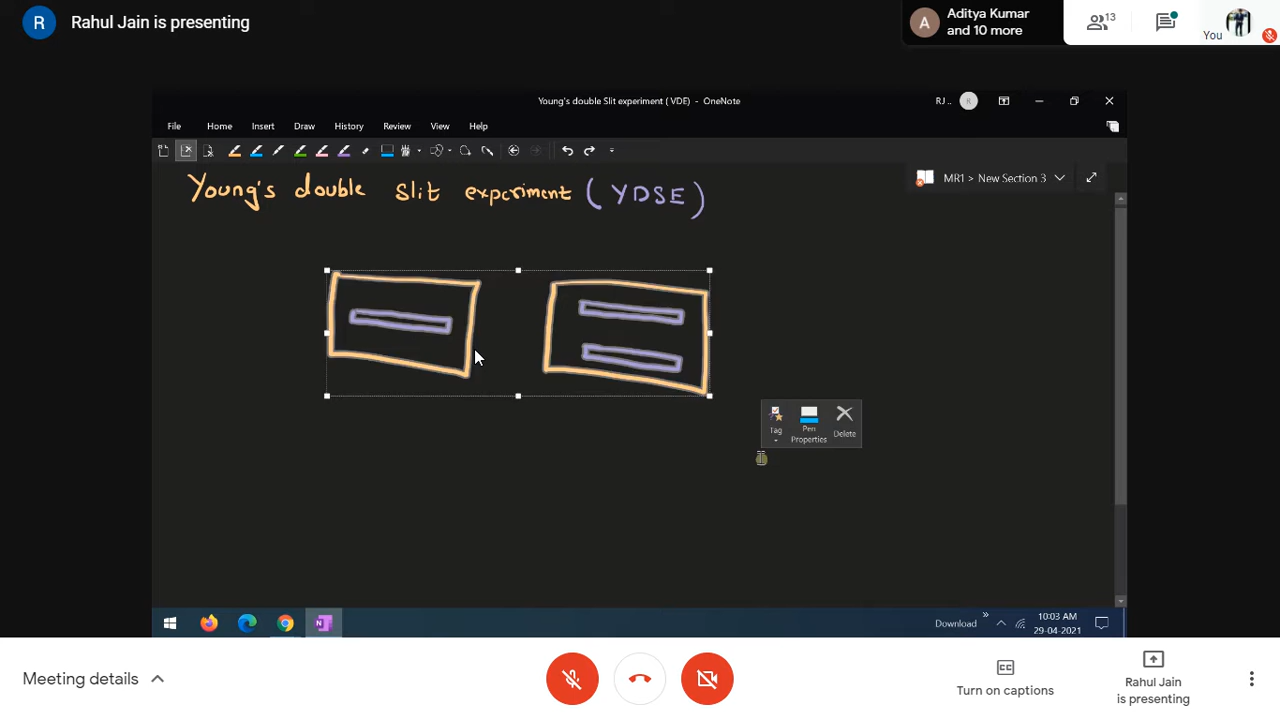 R Rahul Jain is presenting
A Aditya Kumar
and 10 more
13
You
Young's double Slit experiment ( VDE) - OneNote
RJ ..
K
File Home Insert Draw History Review View Help
MR1 > New Section 3
Young's double slit experiment (YDSE)
Tag
Pen
Properties
Delete
Download
»
10:03 AM
29-04-2021
Meeting details
CC
Turn on captions
Rahul Jain
is presenting